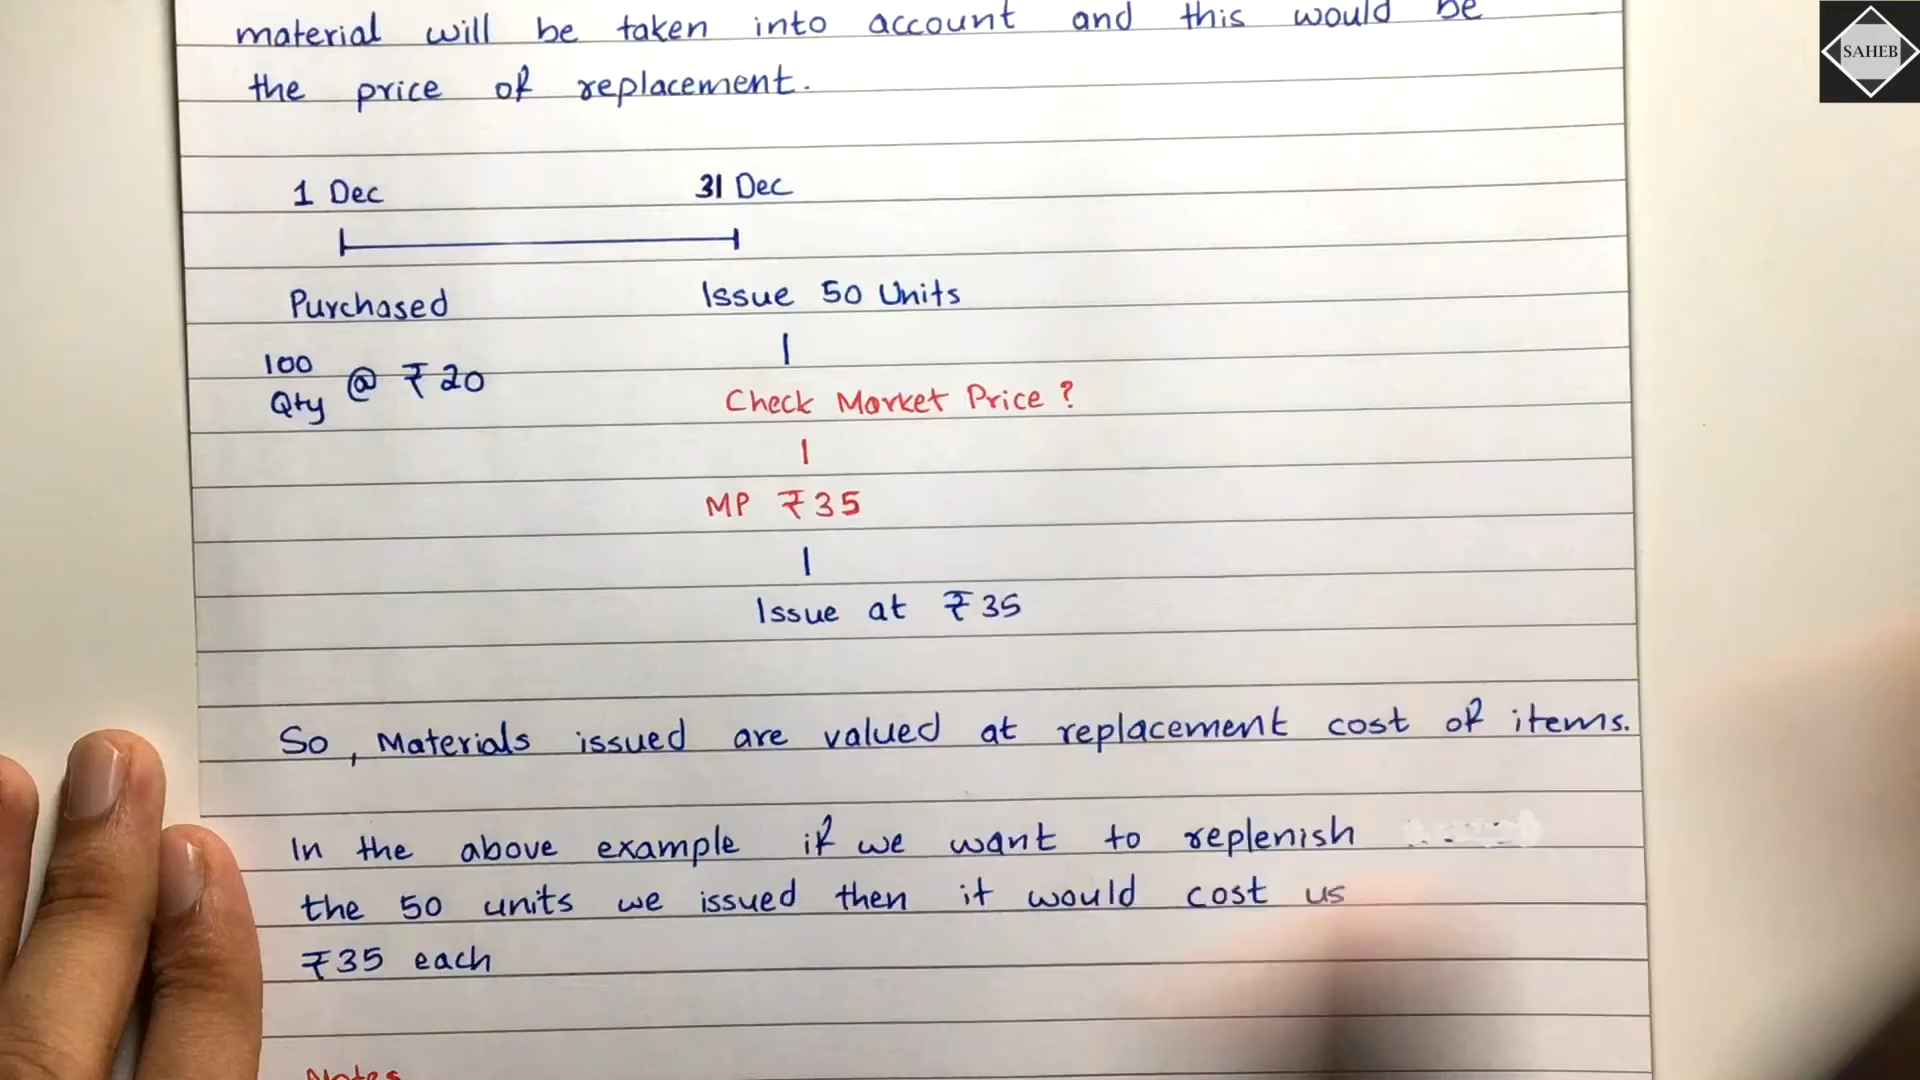 material will be taken into account and this would be
the price of replacement.
1 Dec 31 Dec
Purchased Issue 50 Units
100 Qty @ ₹20
Check Market Price ?
MP ₹35
Issue at ₹35
So, Materials issued are valued at replacement cost of items.
In the above example if we want to replenish
the 50 units we issued then it would cost us
₹35 each
Notes
SAHEB